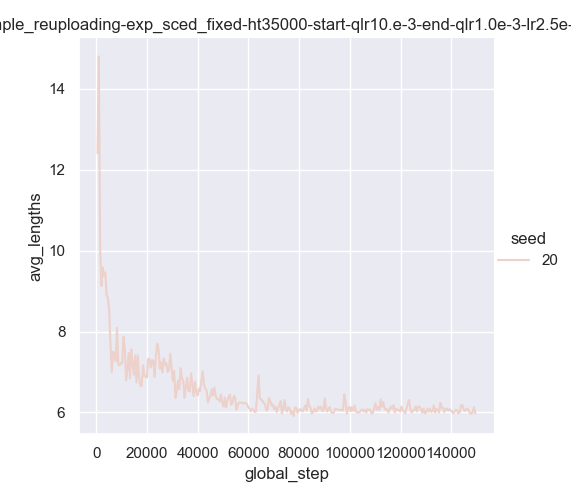 ple_reuploading-exp_sced_fixed-ht35000-start-qlr10.e-3-end-qlr1.0e-3-lr2.5e-
14
12
10
8
6
avg_lengths
0 20000 40000 60000 80000 100000 120000 140000
global_step
seed
20